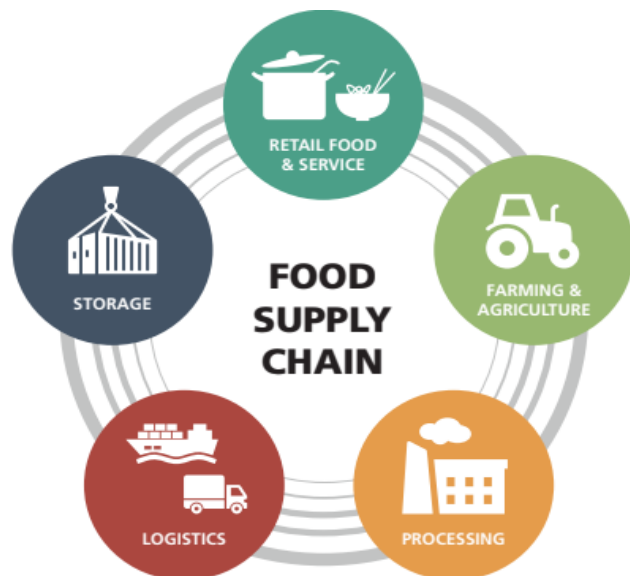 RETAIL FOOD
& SERVICE
STORAGE
FOOD
SUPPLY
CHAIN
FARMING &
AGRICULTURE
LOGISTICS
PROCESSING